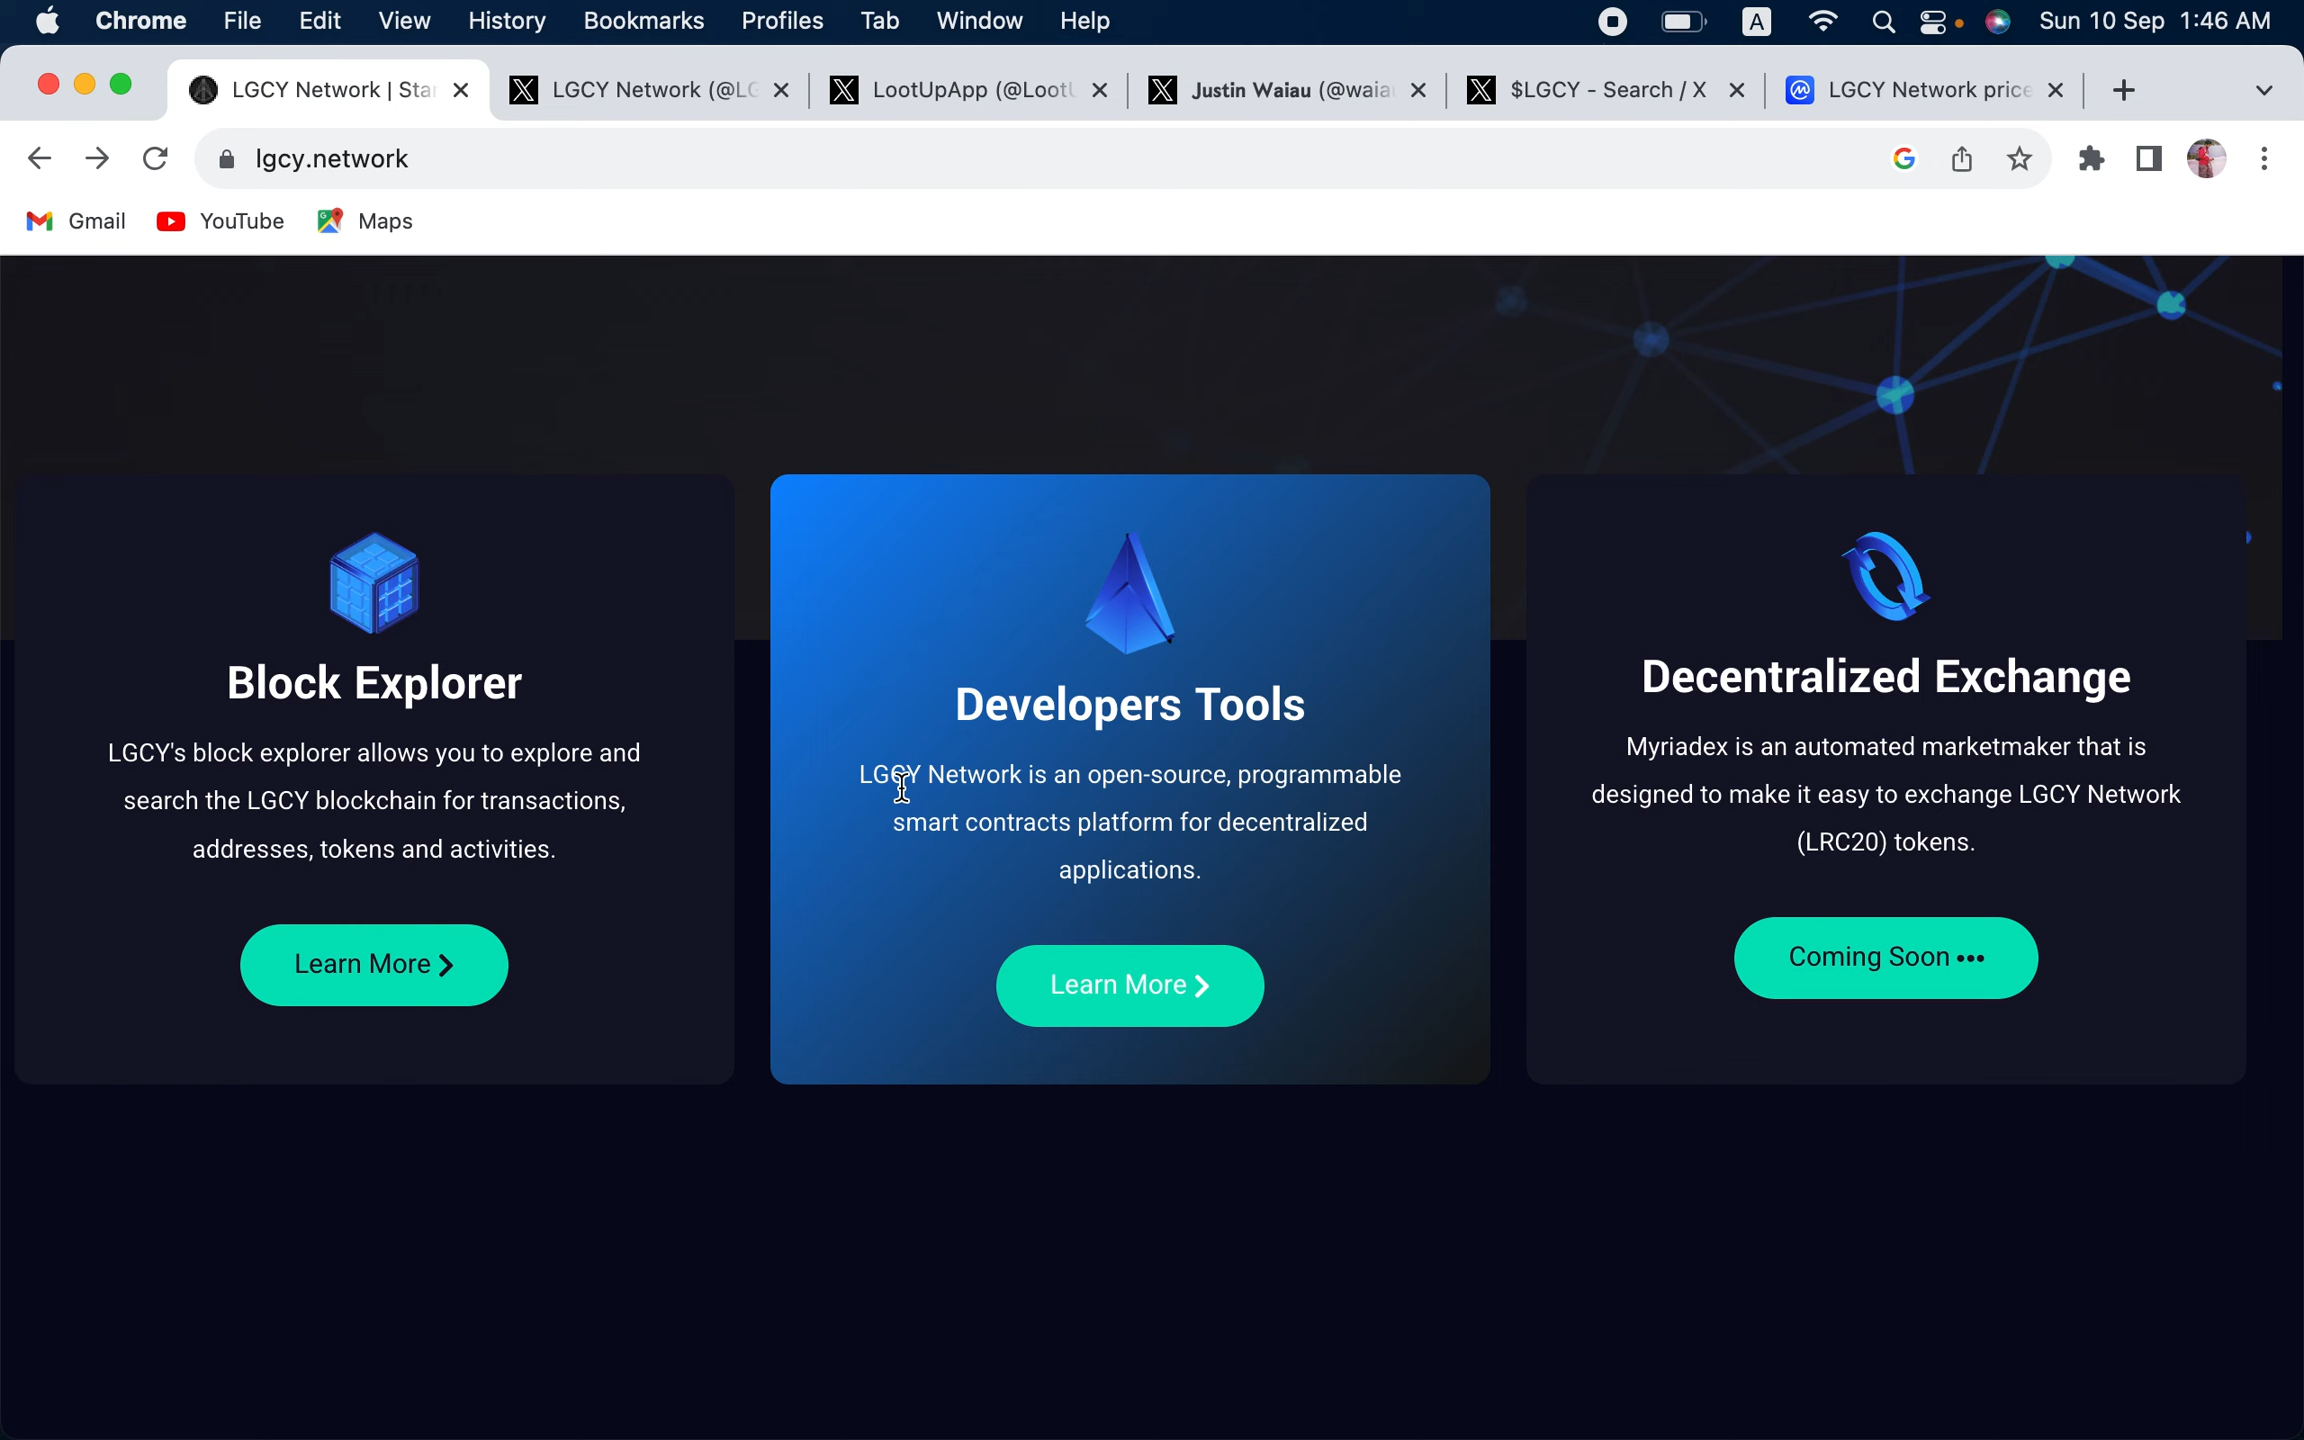 Chrome File Edit View History Bookmarks Profiles Tab Window Help A Sun 10 Sep 1:46 AM
LGCY Network | Star LGCY Network (@LG LootUpApp (@LootU Justin Waiau (@waia $LGCY - Search / X LGCY Network price
lgcy.network
Gmail YouTube Maps
Block Explorer
LGCY's block explorer allows you to explore and
search the LGCY blockchain for transactions,
addresses, tokens and activities.
Learn More
Developers Tools
LGCY Network is an open-source, programmable
smart contracts platform for decentralized
applications.
Learn More
Decentralized Exchange
Myriadex is an automated marketmaker that is
designed to make it easy to exchange LGCY Network
(LRC20) tokens.
Coming Soon •••